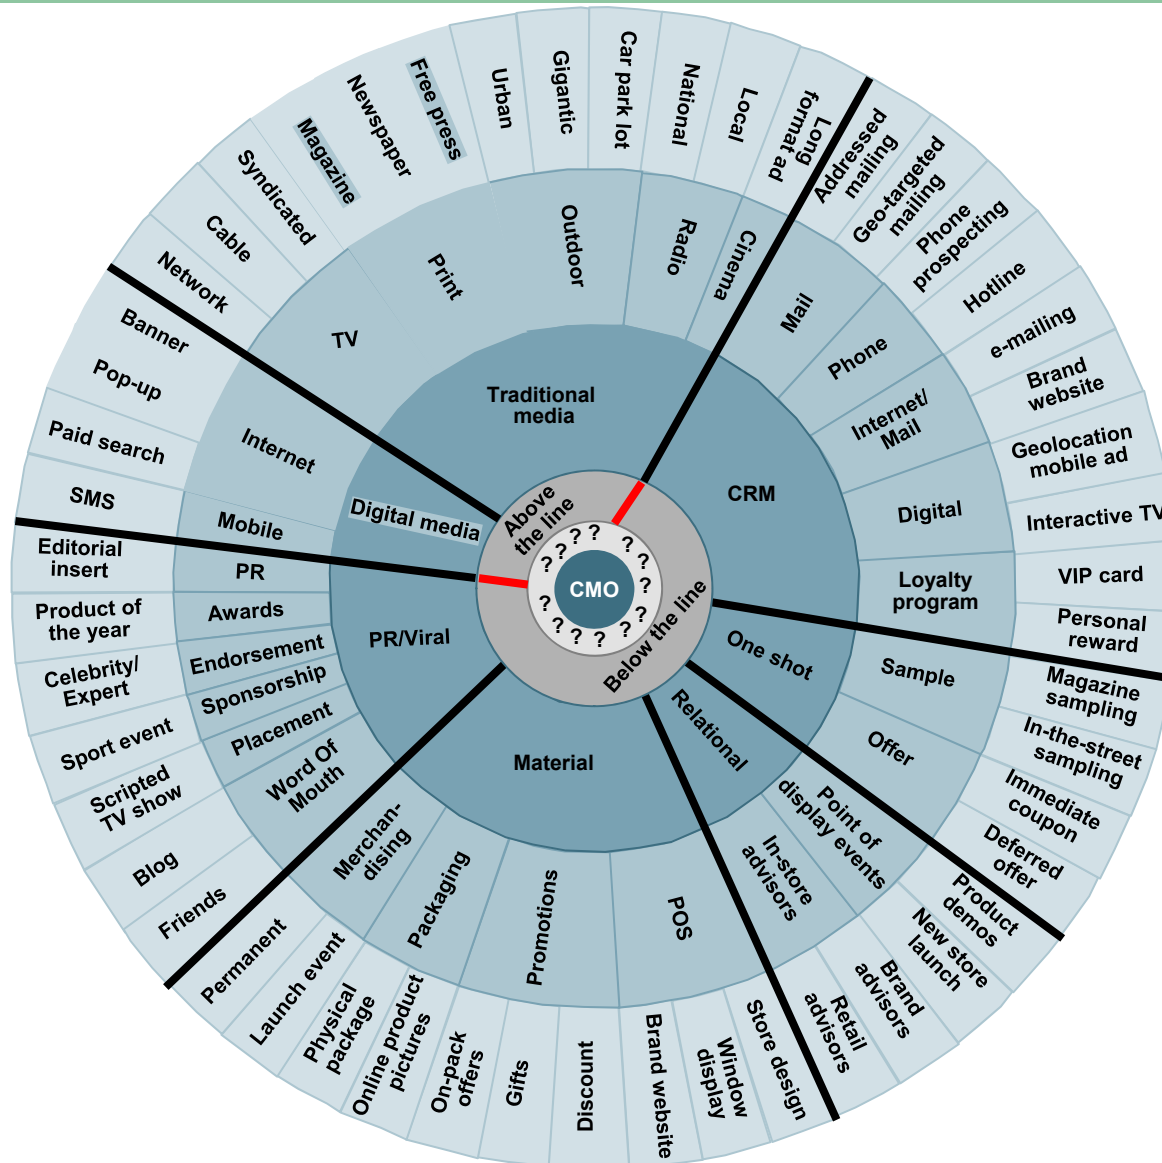 CMO
?
?
?
?
?
?
?
?
?
?
?
?
?
?
Above
the line
Below the line
Traditional
media
CRM
One shot
Relational
Material
PR/Viral
Digital media
TV
Print
Outdoor
Radio
Cinema
Mail
Phone
Internet/
Mail
Digital
Loyalty
program
Sample
Offer
Point of
display events
In-store
advisors
POS
Promotions
Packaging
Merchan-
dising
Word Of
Mouth
Placement
Sponsorship
Endorsement
Awards
PR
Mobile
Internet
Network
Cable
Syndicated
Magazine
Newspaper
Free press
Urban
Gigantic
Car park lot
National
Local
Long
format ad
Addressed
mailing
Geo-targeted
mailing
Phone
prospecting
Hotline
e-mailing
Brand
website
Geolocation
mobile ad
Interactive TV
VIP card
Personal
reward
Magazine
sampling
In-the-street
sampling
Immediate
coupon
Deferred
offer
Product
demos
New store
launch
Brand
advisors
Retail
advisors
Store design
Window
display
Brand website
Discount
Gifts
On-pack
offers
Online product
pictures
Physical
package
Launch event
Permanent
Friends
Blog
Scripted
TV show
Sport event
Celebrity/
Expert
Product of
the year
Editorial
insert
SMS
Paid search
Pop-up
Banner